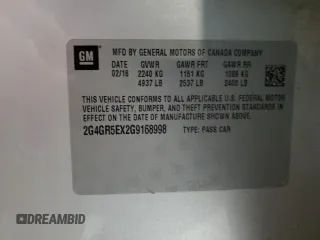 GM
MFD BY GENERAL MOTORS OF CANADA COMPANY
DATE GVWR GAWR FRT GAWR RR
02/16 2240 KG 1151 KG 1089 KG
4937 LB 2537 LB 2400 LB
THIS VEHICLE CONFORMS TO ALL APPLICABLE U.S. FEDERAL MOTOR
VEHICLE SAFETY, BUMPER, AND THEFT PREVENTION STANDARDS
IN EFFECT ON THE DATE OF MANUFACTURE SHOWN ABOVE.
2G4GR5EX2G9168998 TYPE: PASS CAR
DREAMBID